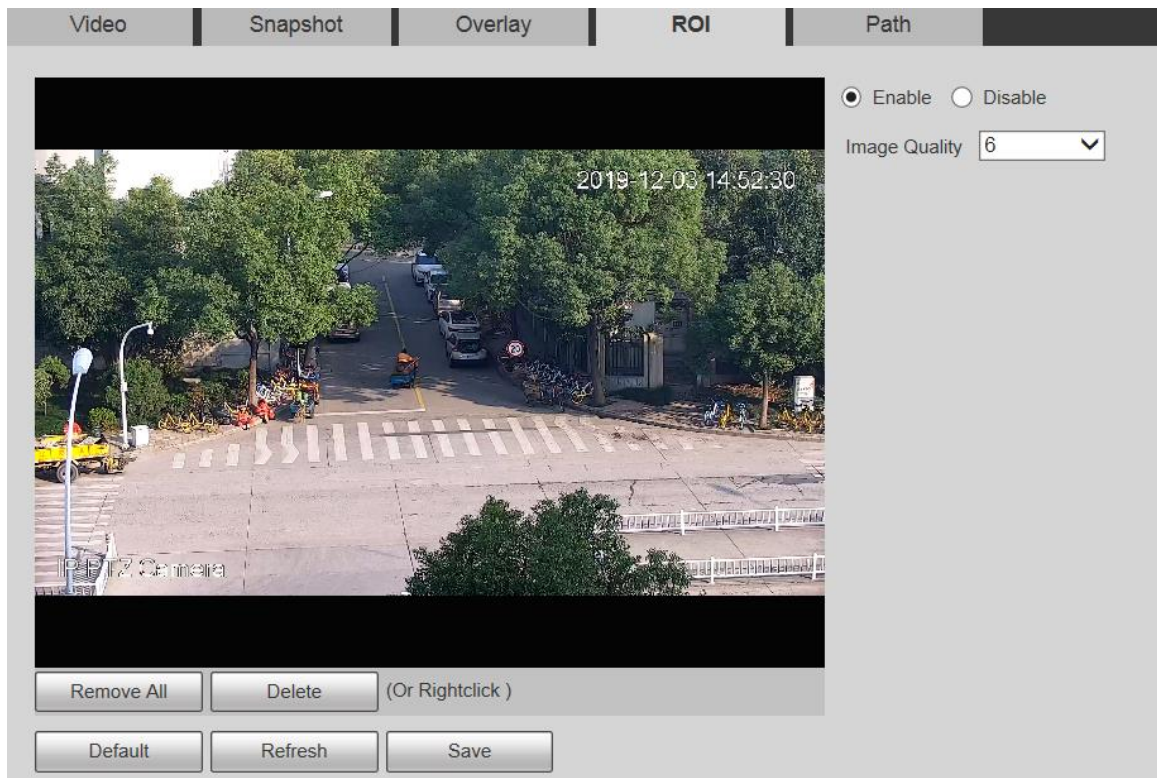 Video Snapshot Overlay ROI Path
Enable Disable
Image Quality 6
2019-12-03 14:52:30
20
IP PTZ Camera
Remove All Delete (Or Rightclick )
Default Refresh Save